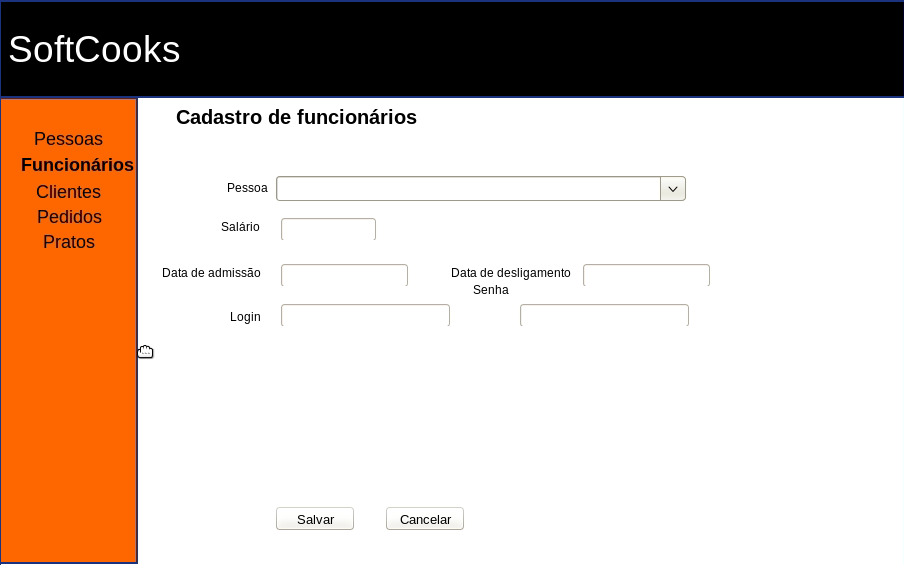 SoftCooks
Cadastro de funcionários
Pessoas
Funcionários
Clientes
Pedidos
Pratos
Pessoa
Salário
Data de admissão
Data de desligamento
Senha
Login
Salvar
Cancelar